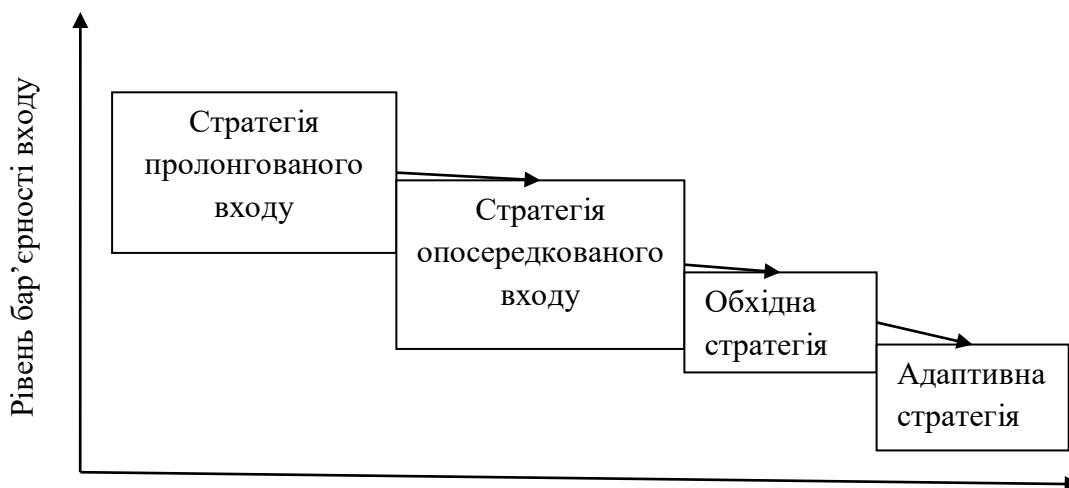 Рівень бар’єрності входу
Стратегія
пролонгованого
входу
Стратегія
опосередкованого
входу
Обхідна
стратегія
Адаптивна
стратегія